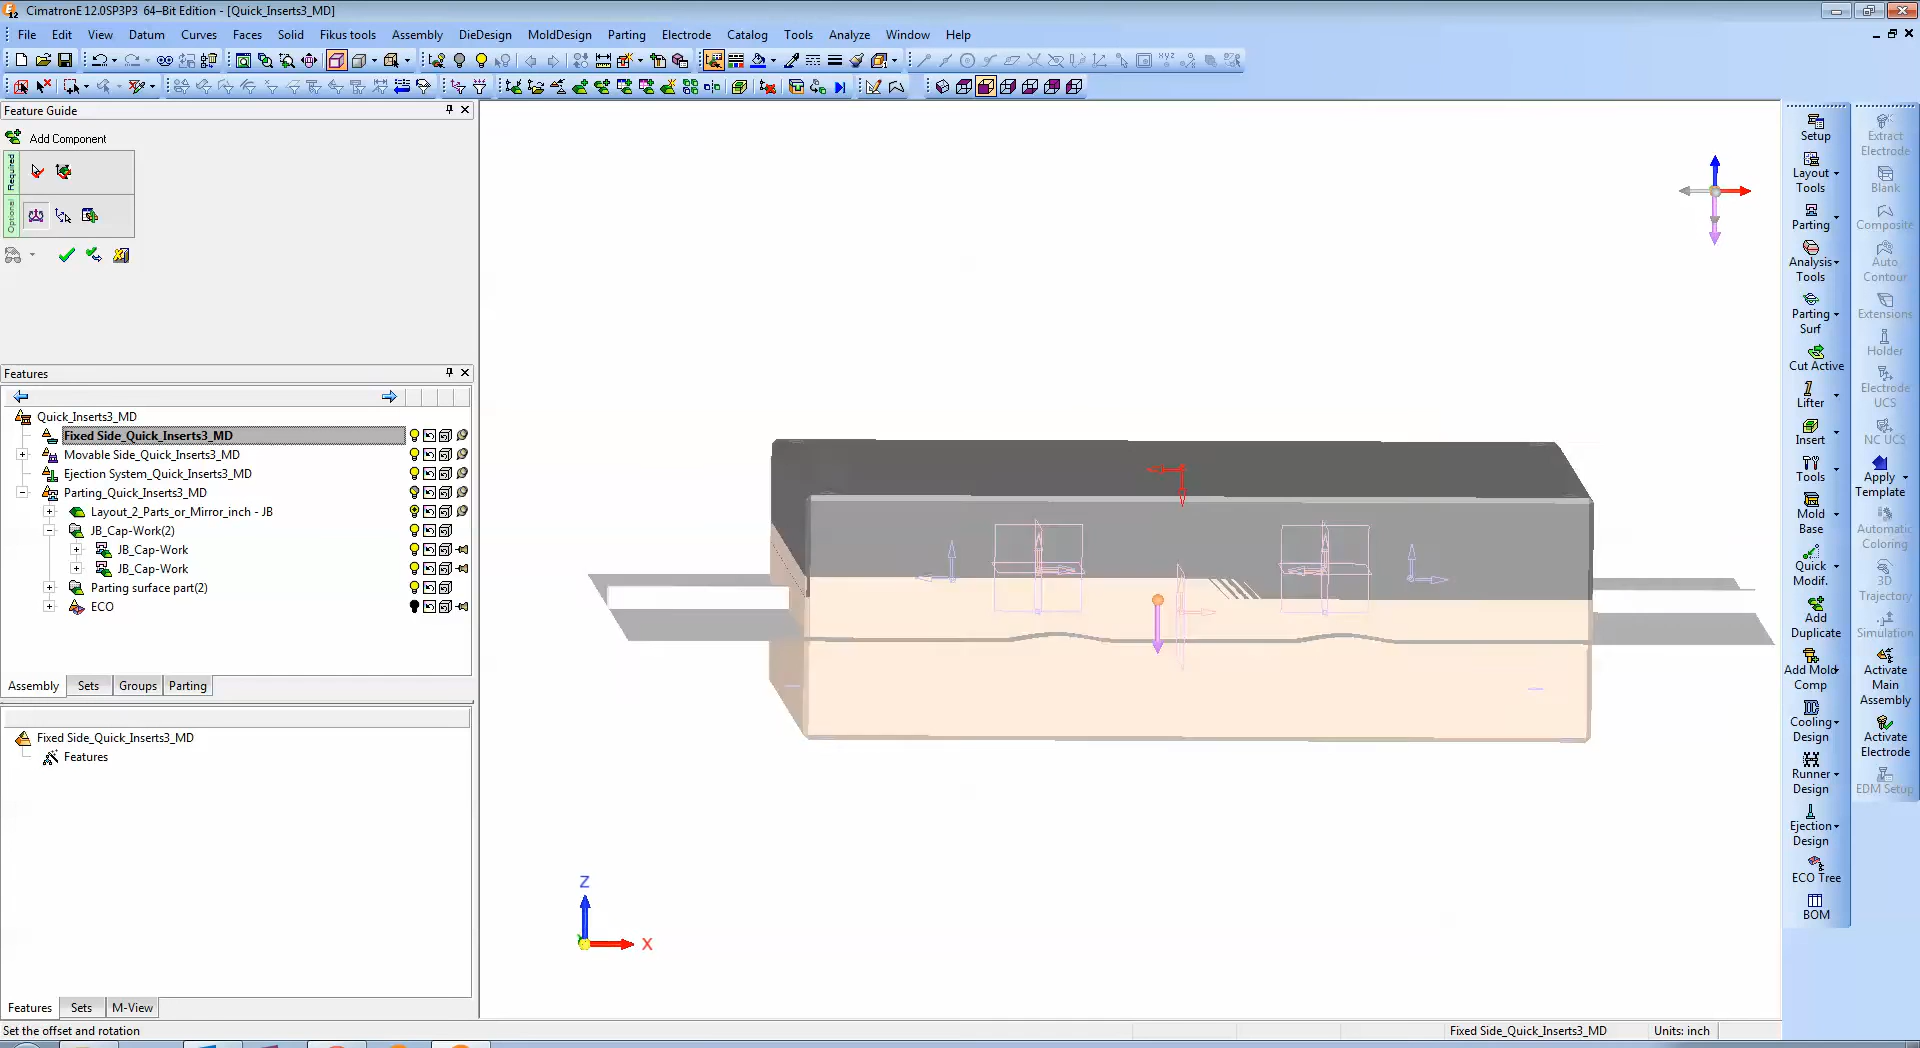 CimatronE 12.0SP3P3 64–Bit Edition - [Quick_Inserts3_MD]
File Edit View Datum Curves Faces Solid Fikus tools Assembly DieDesign MoldDesign Parting Electrode Catalog Tools Analyze Window Help
Feature Guide
Add Component
Required
Optional
Features
Quick_Inserts3_MD
Fixed Side_Quick_Inserts3_MD
Movable Side_Quick_Inserts3_MD
Ejection System_Quick_Inserts3_MD
Parting_Quick_Inserts3_MD
Layout_2_Parts_or_Mirror_inch - JB
JB_Cap-Work(2)
JB_Cap-Work
JB_Cap-Work
Parting surface part(2)
ECO
Assembly Sets Groups Parting
Fixed Side_Quick_Inserts3_MD
Features
Features Sets M-View
Z
X
Setup
Layout
Tools
Parting
Analysis
Tools
Parting
Surf
Cut Active
Lifter
Insert
Tools
Mold
Base
Quick
Modif.
Add
Duplicate
Add Mold
Comp
Cooling
Design
Runner
Design
Ejection
Design
ECO Tree
BOM
Extract
Electrode
Blank
Composite
Auto
Contour
Extensions
Holder
Electrode
UCS
NC UCS
Apply
Template
Automatic
Coloring
3D
Trajectory
Simulation
Activate
Main
Assembly
Activate
Electrode
EDM Setup
Set the offset and rotation
Fixed Side_Quick_Inserts3_MD
Units: inch